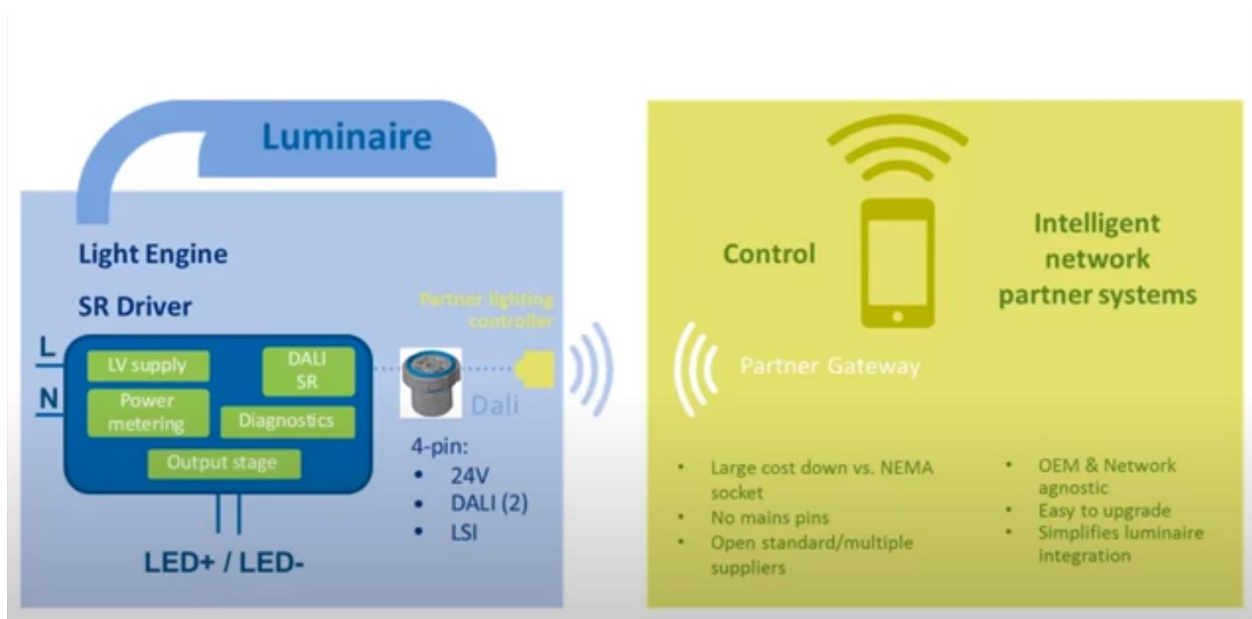 Luminaire
Light Engine
SR Driver
L
N
LV supply
DALI
SR
Power
metering
Diagnostics
Output stage
LED+ / LED-
Partner lighting
controller
Dali
4-pin:
• 24V
• DALI (2)
• LSI
Control
Intelligent
network
partner systems
Partner Gateway
• Large cost down vs. NEMA
socket
• No mains pins
• Open standard/multiple
suppliers
• OEM & Network
agnostic
• Easy to upgrade
• Simplifies luminaire
integration